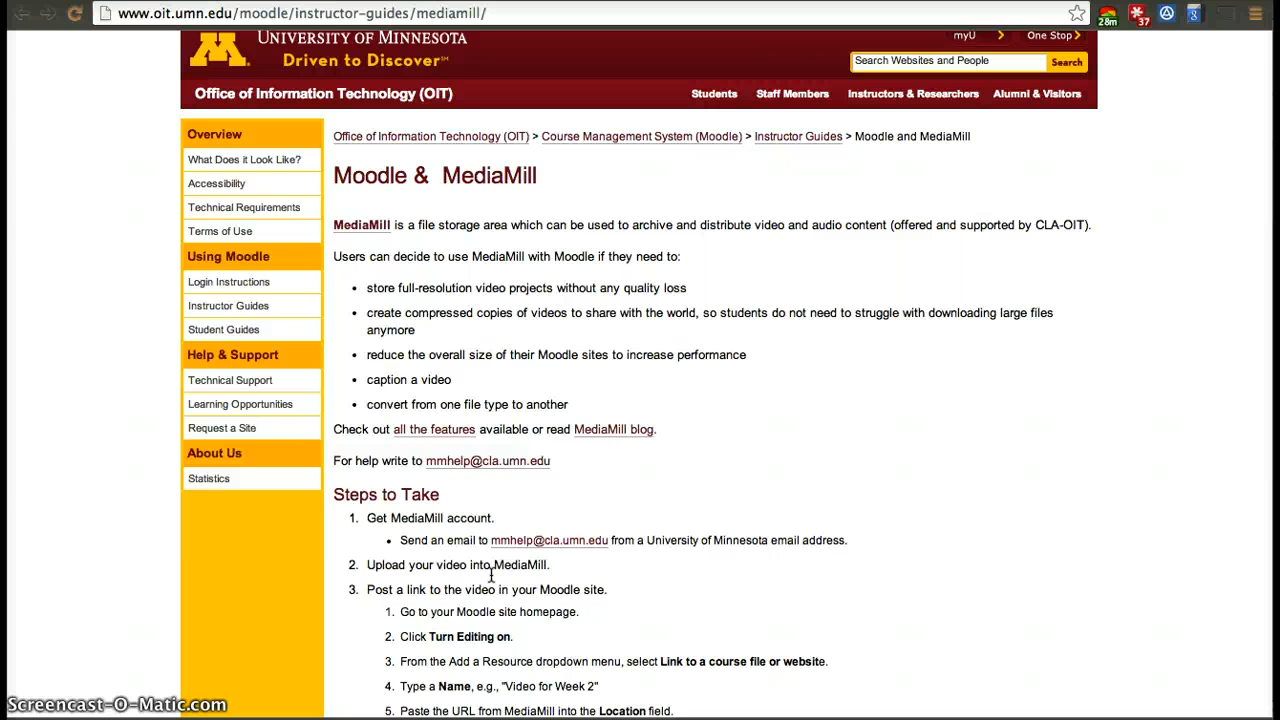 www.oit.umn.edu/moodle/instructor-guides/mediamill/
28m
37
UNIVERSITY OF MINNESOTA
Driven to Discover℠
myU
One Stop
Search Websites and People
Search
Office of Information Technology (OIT)
Students
Staff Members
Instructors & Researchers
Alumni & Visitors
Overview
What Does it Look Like?
Accessibility
Technical Requirements
Terms of Use
Using Moodle
Login Instructions
Instructor Guides
Student Guides
Help & Support
Technical Support
Learning Opportunities
Request a Site
About Us
Statistics
Office of Information Technology (OIT) > Course Management System (Moodle) > Instructor Guides > Moodle and MediaMill
Moodle & MediaMill
MediaMill is a file storage area which can be used to archive and distribute video and audio content (offered and supported by CLA-OIT).
Users can decide to use MediaMill with Moodle if they need to:
• store full-resolution video projects without any quality loss
• create compressed copies of videos to share with the world, so students do not need to struggle with downloading large files
anymore
• reduce the overall size of their Moodle sites to increase performance
• caption a video
• convert from one file type to another
Check out all the features available or read MediaMill blog.
For help write to mmhelp@cla.umn.edu
Steps to Take
1. Get MediaMill account.
• Send an email to mmhelp@cla.umn.edu from a University of Minnesota email address.
2. Upload your video into MediaMill.
3. Post a link to the video in your Moodle site.
1. Go to your Moodle site homepage.
2. Click Turn Editing on.
3. From the Add a Resource dropdown menu, select Link to a course file or website.
4. Type a Name, e.g., "Video for Week 2"
5. Paste the URL from MediaMill into the Location field.
Screencast-O-Matic.com